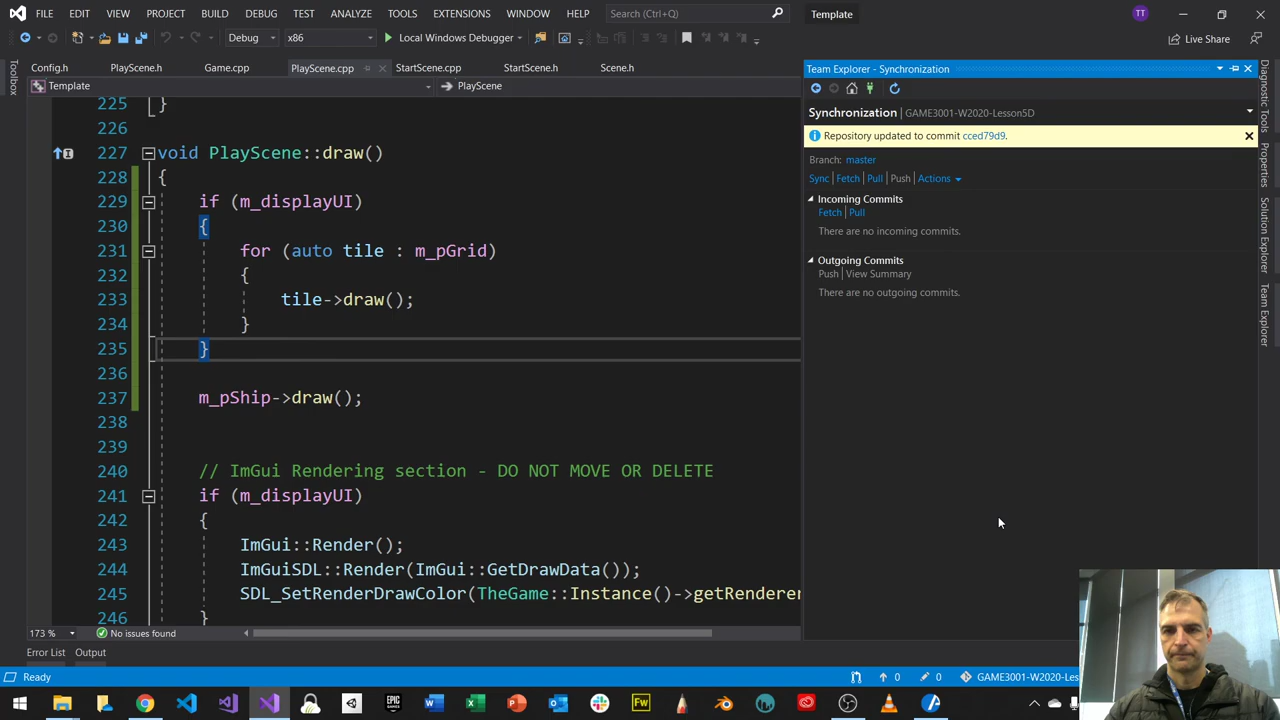 FILE EDIT VIEW PROJECT BUILD DEBUG TEST ANALYZE TOOLS EXTENSIONS WINDOW HELP Search (Ctrl+Q) Template TT
Debug x86 Local Windows Debugger Live Share
Config.h PlayScene.h Game.cpp PlayScene.cpp StartScene.cpp StartScene.h Scene.h
Template PlayScene
Toolbox
225 }
226
227 void PlayScene::draw()
228 {
229 if (m_displayUI)
230 {
231 for (auto tile : m_pGrid)
232 {
233 tile->draw();
234 }
235 }
236
237 m_pShip->draw();
238
239
240 // ImGui Rendering section - DO NOT MOVE OR DELETE
241 if (m_displayUI)
242 {
243 ImGui::Render();
244 ImGuiSDL::Render(ImGui::GetDrawData());
245 SDL_SetRenderDrawColor(TheGame::Instance()->getRenderer
246 }
173 % No issues found
Team Explorer - Synchronization
Synchronization | GAME3001-W2020-Lesson5D
Repository updated to commit cced79d9.
Branch: master
Sync | Fetch | Pull | Push | Actions
Incoming Commits
Fetch | Pull
There are no incoming commits.
Outgoing Commits
Push | View Summary
There are no outgoing commits.
Diagnostic Tools
Properties
Solution Explorer
Team Explorer
Error List Output
Ready 0 0 GAME3001-W2020-Les